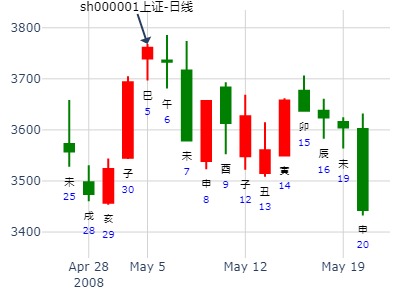 sh000001上证-日线
3800
3700
3600
3500
3400
未
25
戌
28
亥
29
子
30
巳
5
午
6
未
7
申
8
酉
9
子
12
丑
13
寅
14
卯
15
辰
16
未
19
申
20
Apr 28
2008
May 5
May 12
May 19